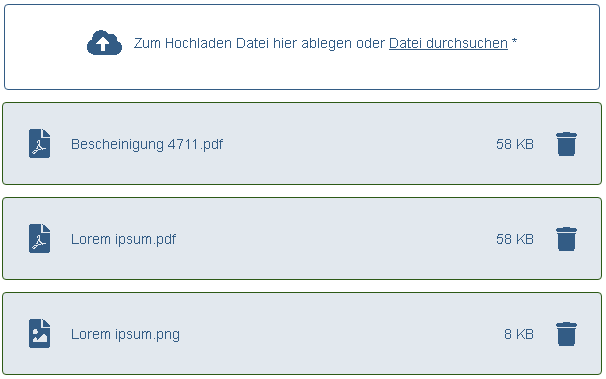 Zum Hochladen Datei hier ablegen oder Datei durchsuchen *
Bescheinigung 4711.pdf 58 KB
Lorem ipsum.pdf 58 KB
Lorem ipsum.png 8 KB